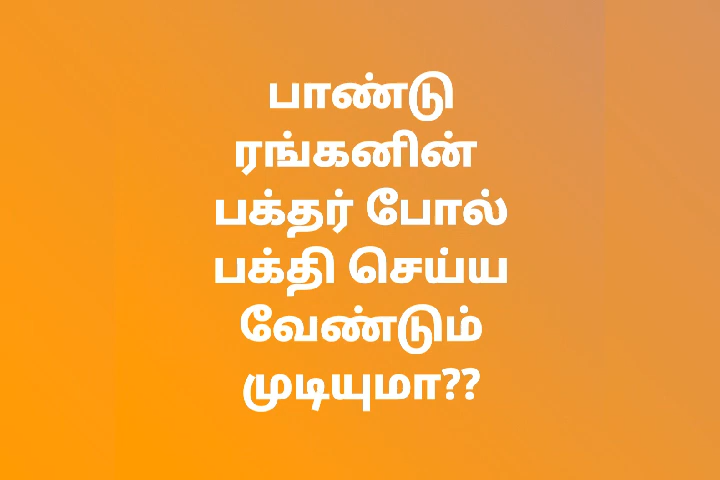 பாண்டு
ரங்கனின்
பக்தர் போல்
பக்தி செய்ய
வேண்டும்
முடியுமா??